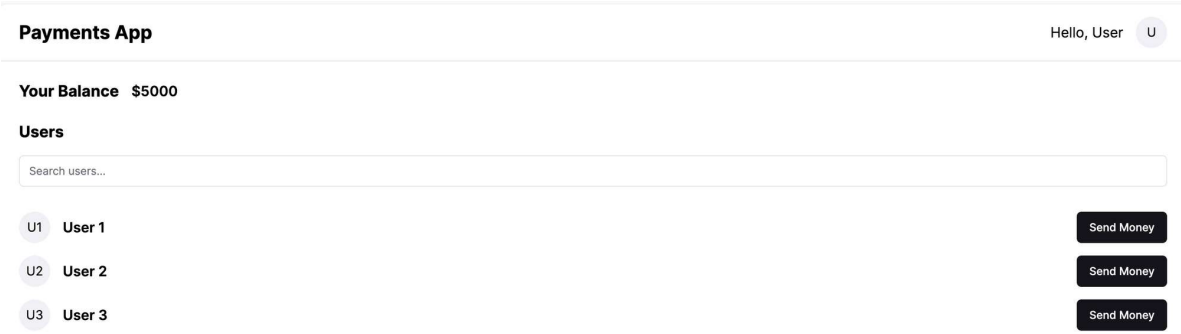 Payments App
Hello, User U
Your Balance $5000
Users
Search users...
U1 User 1 Send Money
U2 User 2 Send Money
U3 User 3 Send Money